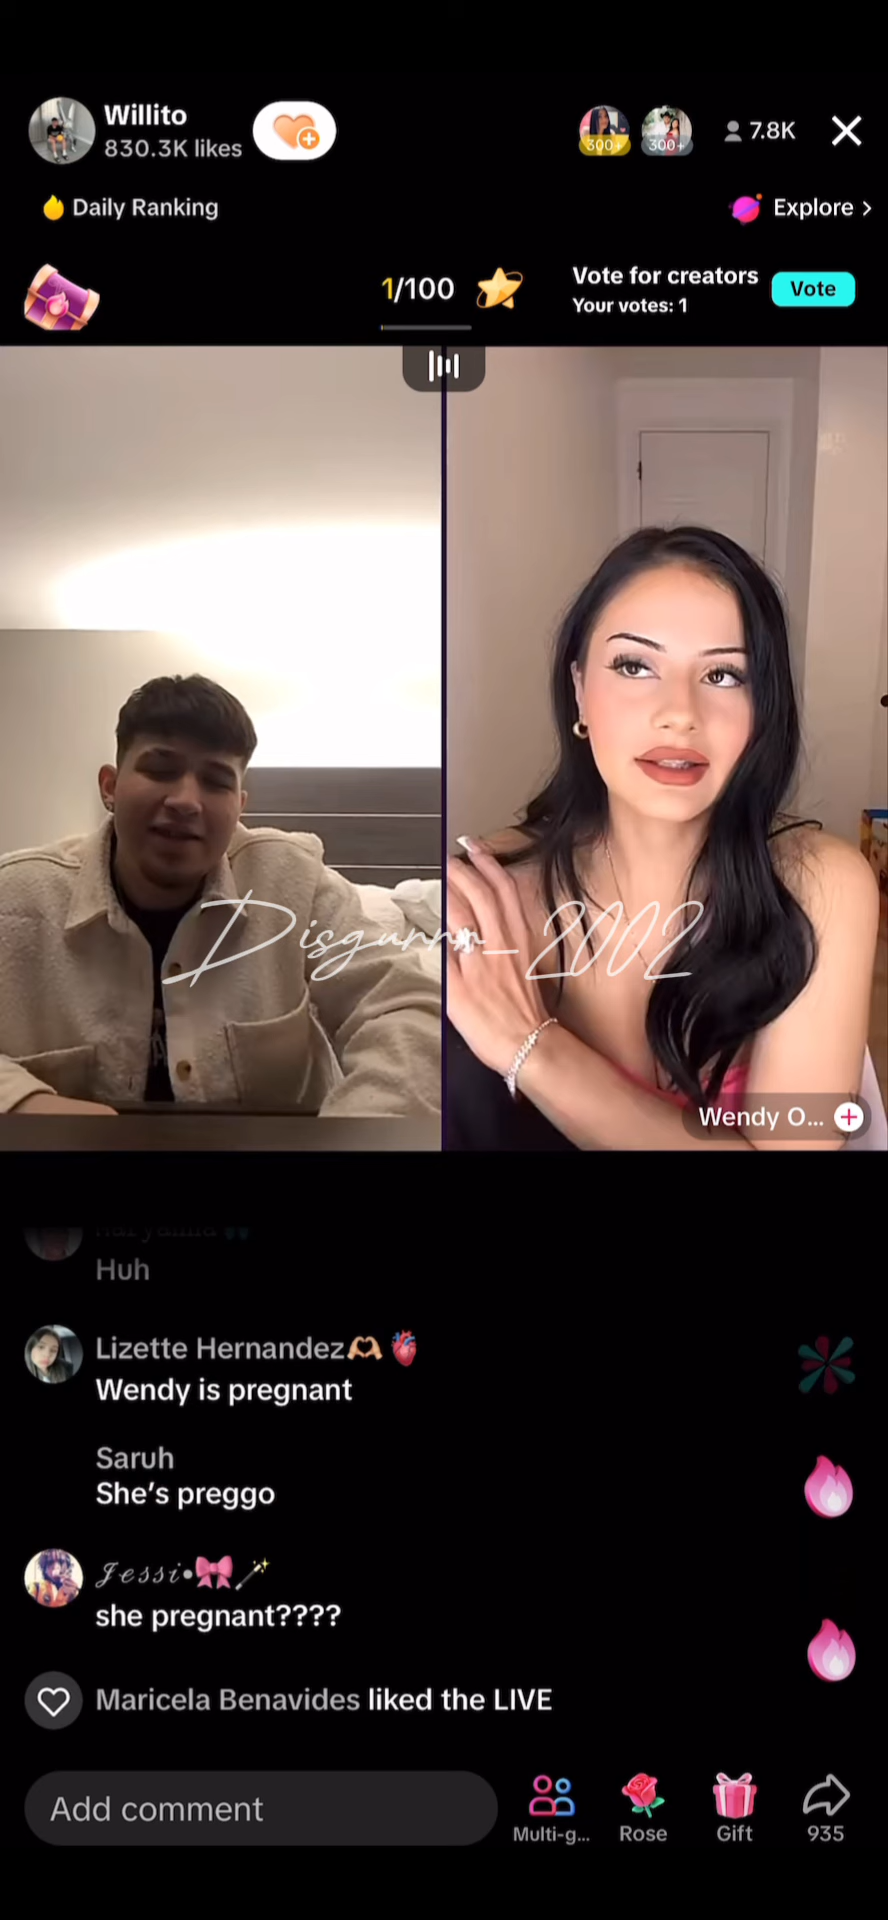 Willito
830.3K likes
300+
300+
7.8K
Daily Ranking
Explore >
1/100
Vote for creators
Your votes: 1
Vote
Disgurrrr_2002
Wendy O...
Huh
Lizette Hernandez🫶🏼🫀
Wendy is pregnant
Saruh
She's preggo
𝒥ℯ𝓈𝓈𝒾•🎀🪄
she pregnant????
Maricela Benavides liked the LIVE
Add comment
Multi-g...
Rose
Gift
935